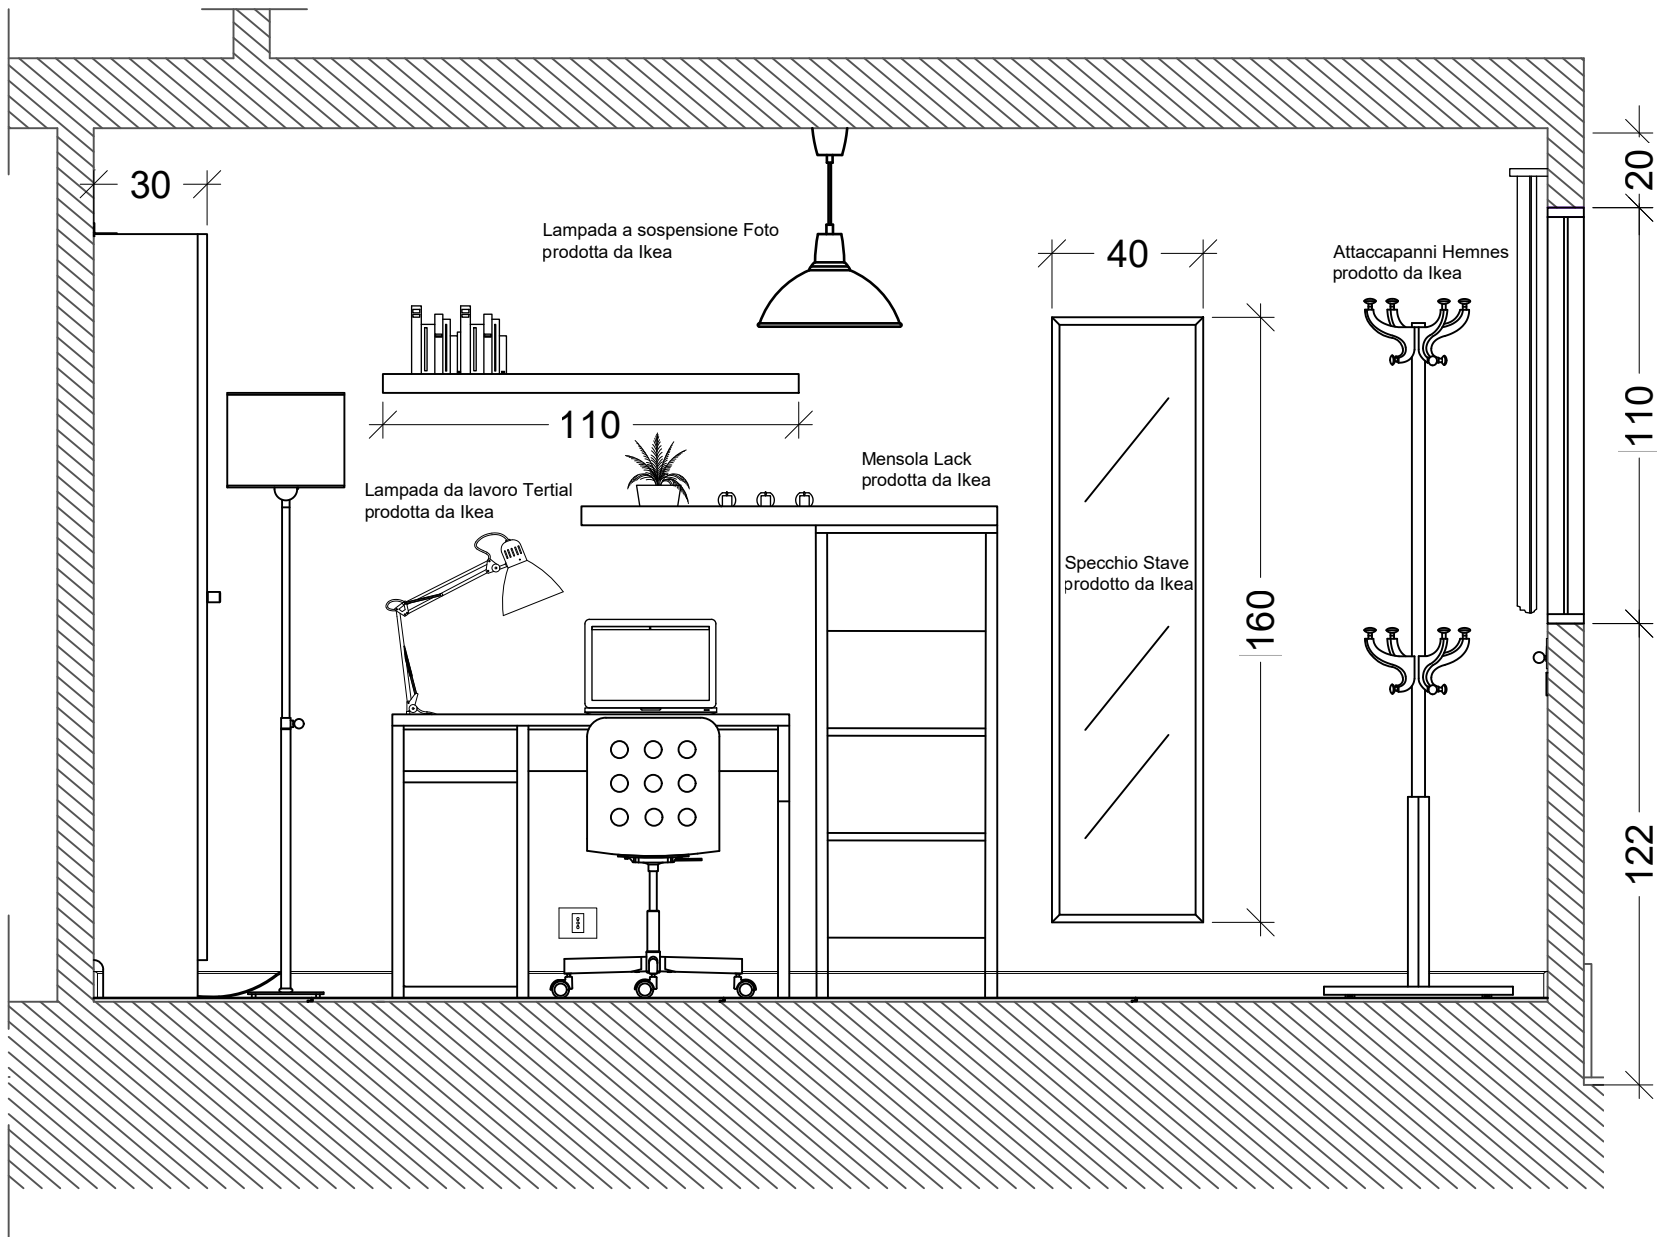 30
20
Lampada a sospensione Foto
prodotta da Ikea
40
Attaccapanni Hemnes
prodotto da Ikea
110
110
Mensola Lack
prodotta da Ikea
Lampada da lavoro Tertial
prodotta da Ikea
Specchio Stave
prodotto da Ikea
160
122